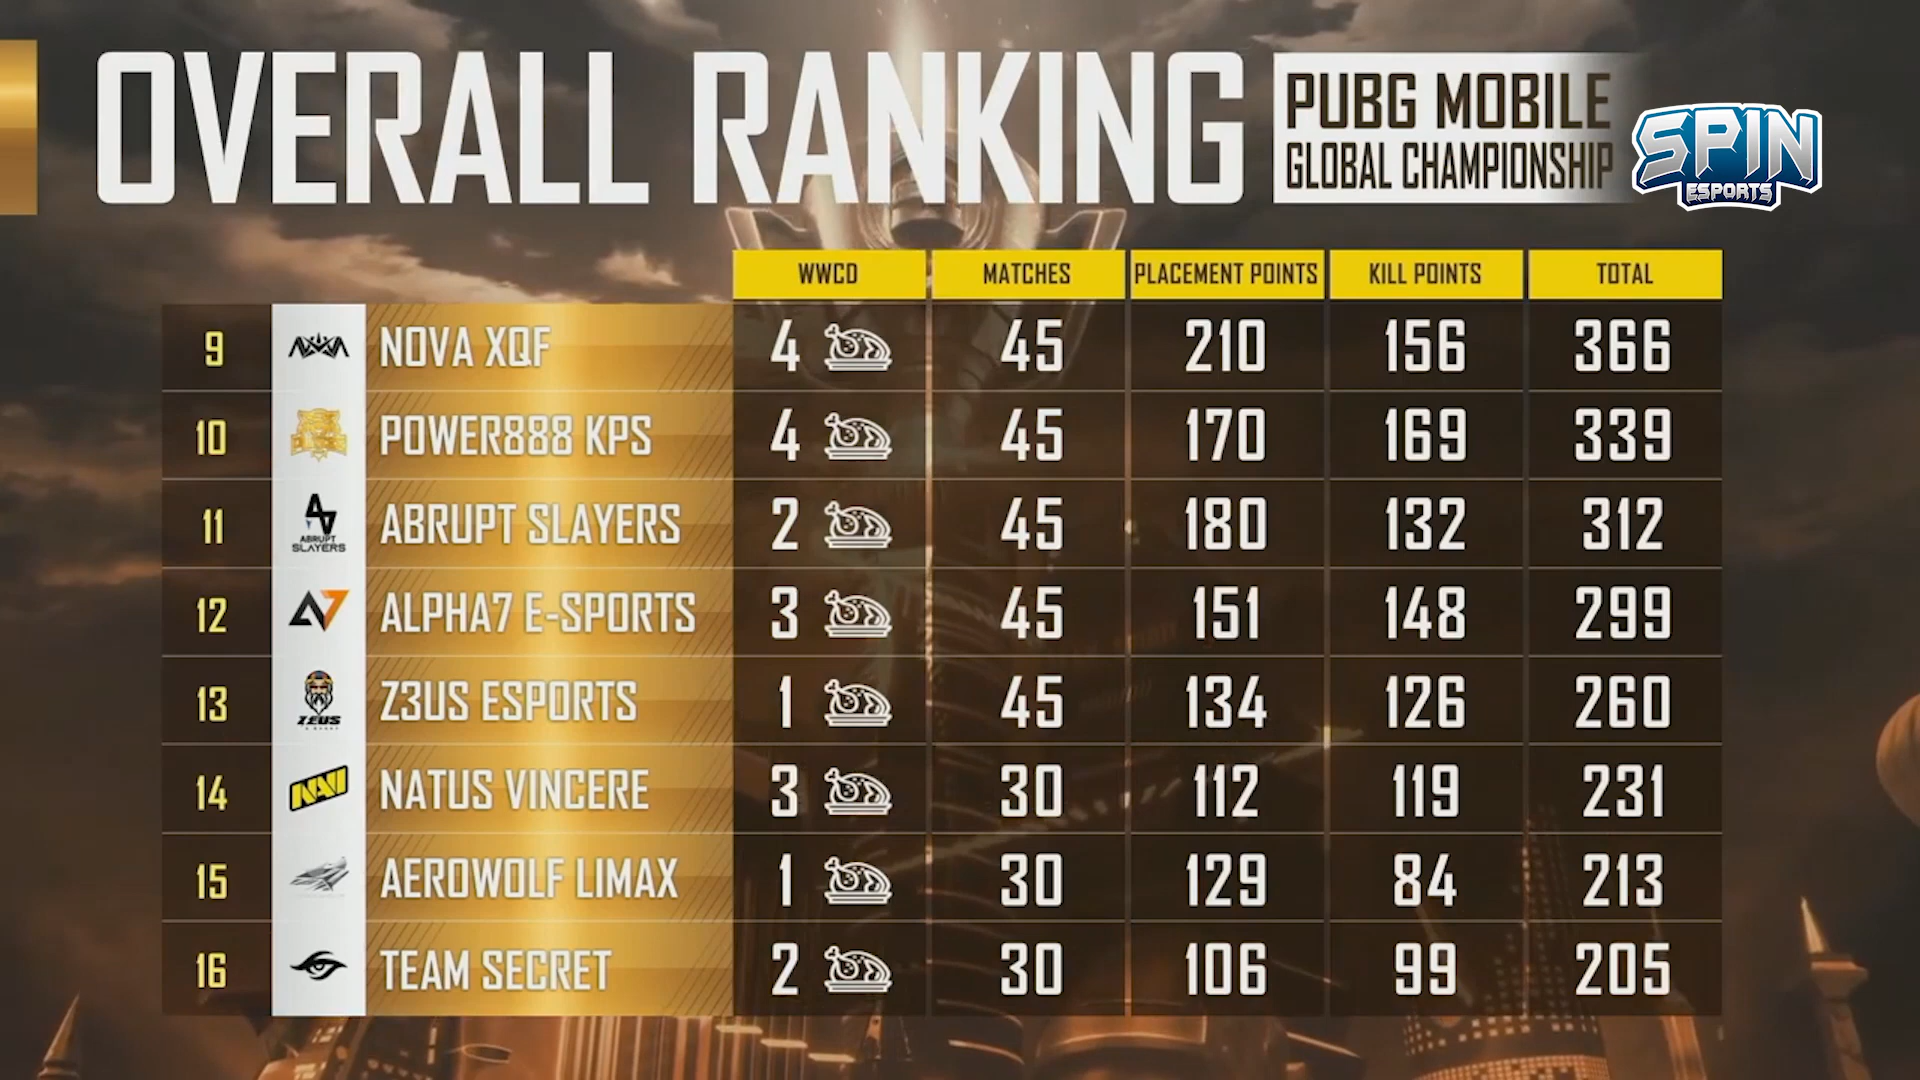 OVERALL RANKING
PUBG MOBILE
GLOBAL CHAMPIONSHIP
SPIN
ESPORTS
WWCD MATCHES PLACEMENT POINTS KILL POINTS TOTAL
9 NOVA XQF 4 45 210 156 366
10 POWER888 KPS 4 45 170 169 339
11 ABRUPT SLAYERS ABRUPT SLAYERS 2 45 180 132 312
12 A7 ALPHA7 E-SPORTS 3 45 151 148 299
13 ZEUS Z3US ESPORTS 1 45 134 126 260
14 NAVI NATUS VINCERE 3 30 112 119 231
15 AEROWOLF LIMAX 1 30 129 84 213
16 TEAM SECRET 2 30 106 99 205